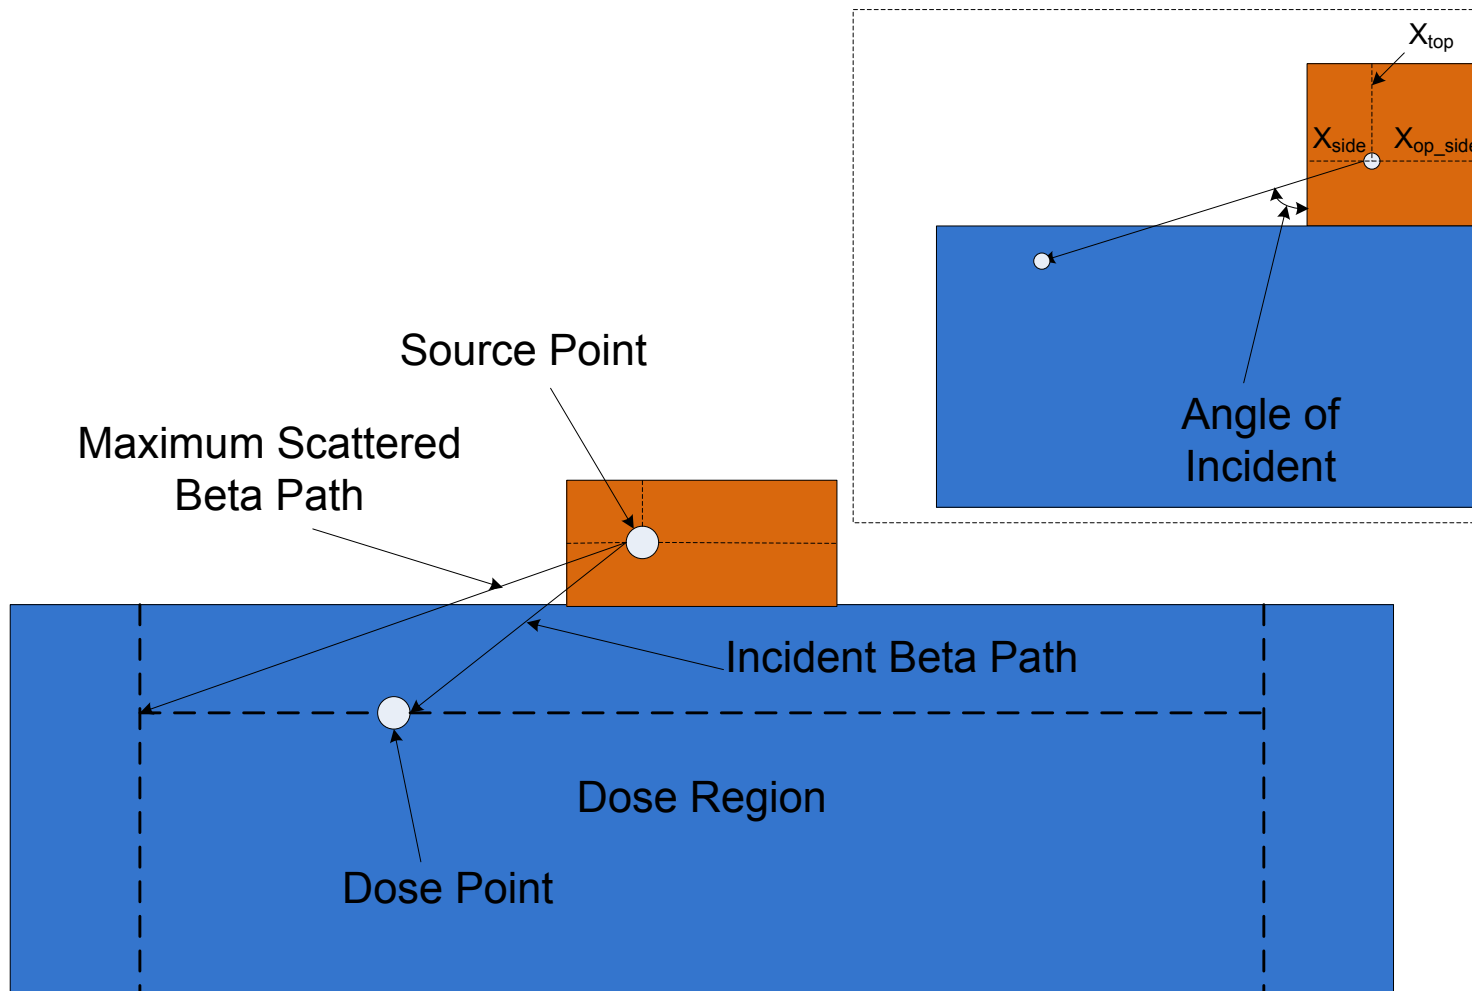 X_top
X_side X_op_side
Angle of
Incident
Source Point
Maximum Scattered
Beta Path
Incident Beta Path
Dose Region
Dose Point